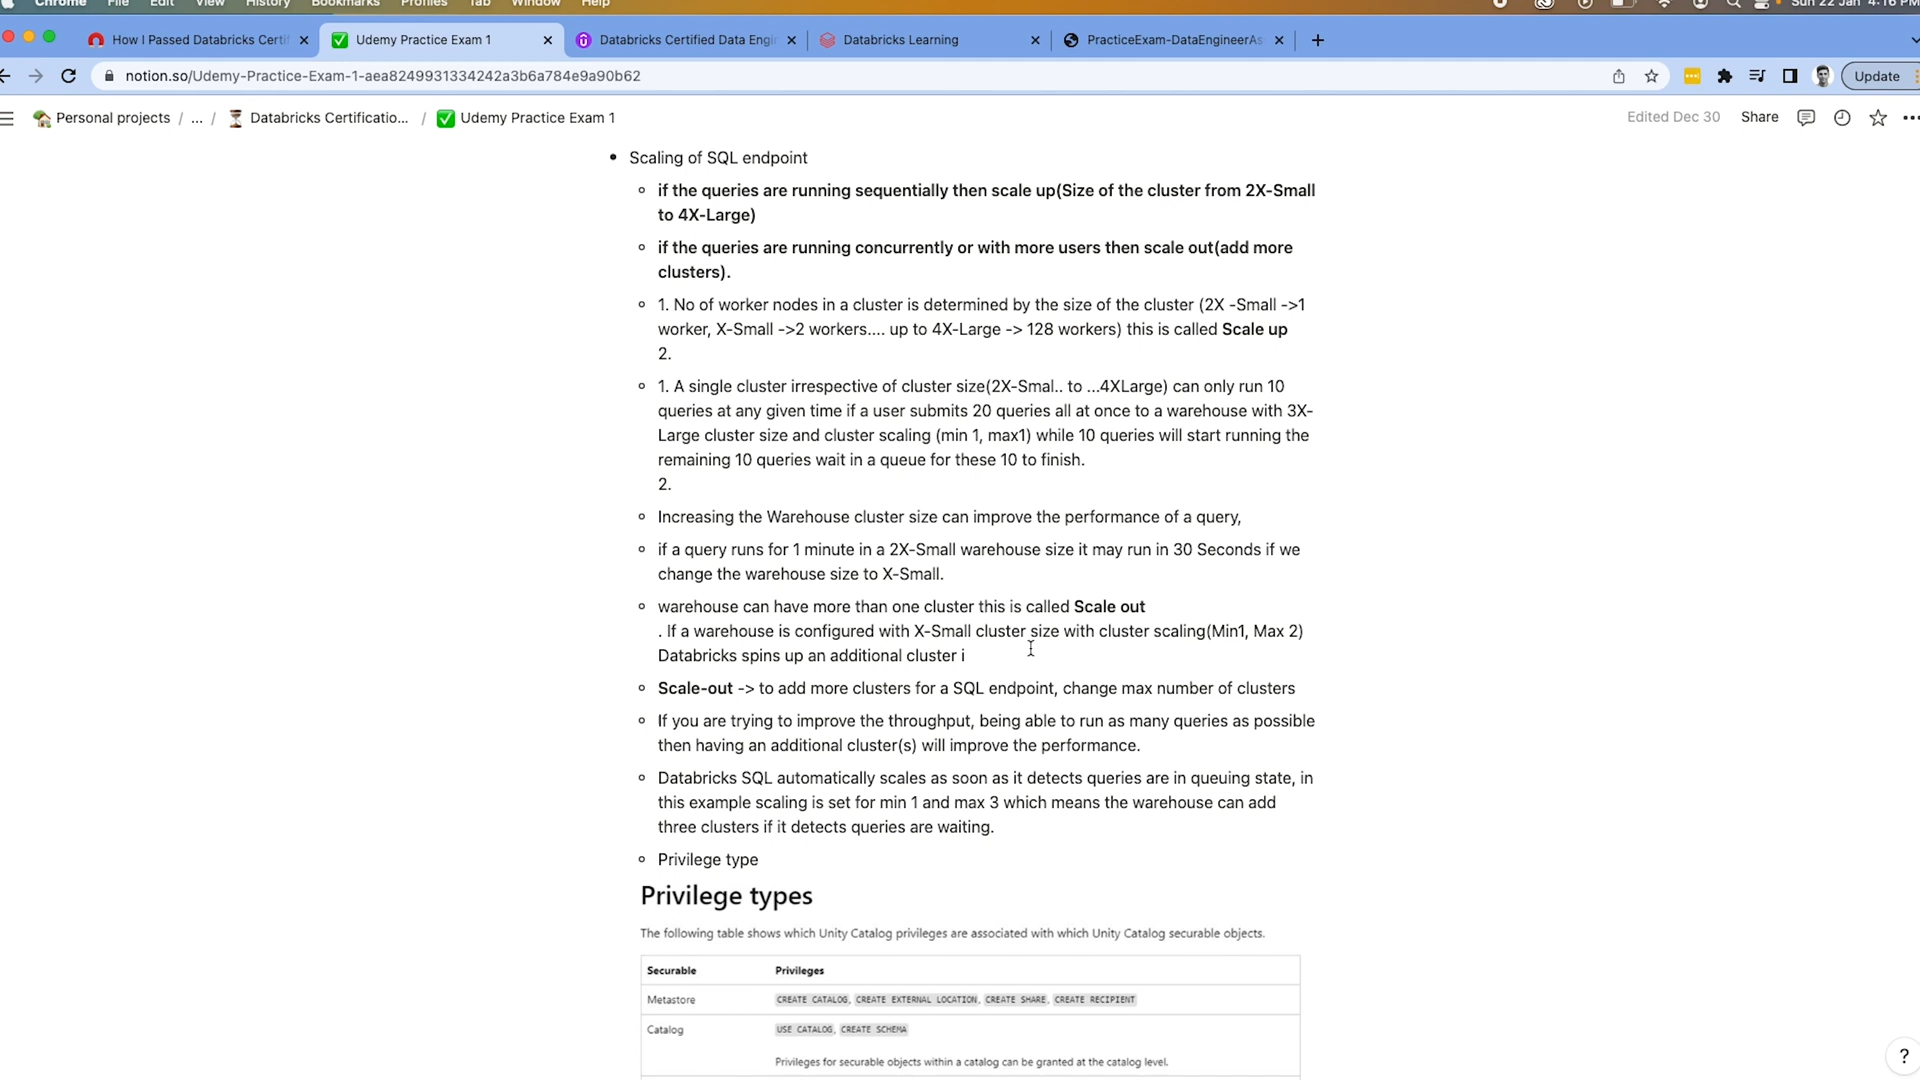 Chrome File Edit View History Bookmarks Profiles Tab Window Help Sun 22 Jan 4:16 PM
How I Passed Databricks Certif Udemy Practice Exam 1 Databricks Certified Data Engi Databricks Learning PracticeExam-DataEngineerAs
notion.so/Udemy-Practice-Exam-1-aea8249931334242a3b6a784e9a90b62 Update
Personal projects / ... / Databricks Certificatio... / Udemy Practice Exam 1 Edited Dec 30 Share
Scaling of SQL endpoint
if the queries are running sequentially then scale up(Size of the cluster from 2X-Small
to 4X-Large)
if the queries are running concurrently or with more users then scale out(add more
clusters).
1. No of worker nodes in a cluster is determined by the size of the cluster (2X -Small ->1
worker, X-Small ->2 workers.... up to 4X-Large -> 128 workers) this is called Scale up
2.
1. A single cluster irrespective of cluster size(2X-Smal.. to ...4XLarge) can only run 10
queries at any given time if a user submits 20 queries all at once to a warehouse with 3X-
Large cluster size and cluster scaling (min 1, max1) while 10 queries will start running the
remaining 10 queries wait in a queue for these 10 to finish.
2.
Increasing the Warehouse cluster size can improve the performance of a query,
if a query runs for 1 minute in a 2X-Small warehouse size it may run in 30 Seconds if we
change the warehouse size to X-Small.
warehouse can have more than one cluster this is called Scale out
. If a warehouse is configured with X-Small cluster size with cluster scaling(Min1, Max 2)
Databricks spins up an additional cluster i
Scale-out -> to add more clusters for a SQL endpoint, change max number of clusters
If you are trying to improve the throughput, being able to run as many queries as possible
then having an additional cluster(s) will improve the performance.
Databricks SQL automatically scales as soon as it detects queries are in queuing state, in
this example scaling is set for min 1 and max 3 which means the warehouse can add
three clusters if it detects queries are waiting.
Privilege type
Privilege types
The following table shows which Unity Catalog privileges are associated with which Unity Catalog securable objects.
Securable Privileges
Metastore CREATE CATALOG, CREATE EXTERNAL LOCATION, CREATE SHARE, CREATE RECIPIENT
Catalog USE CATALOG, CREATE SCHEMA
Privileges for securable objects within a catalog can be granted at the catalog level.
?